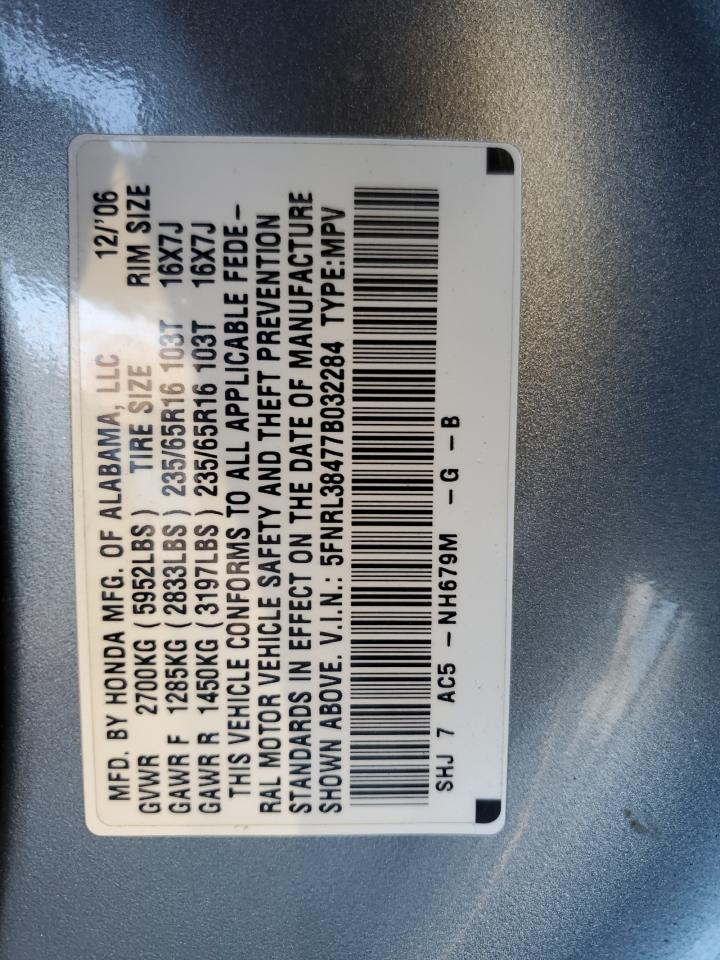 MFD. BY HONDA MFG. OF ALABAMA, LLC 12/'06
GVWR 2700KG (5952LBS) TIRE SIZE RIM SIZE
GAWR F 1285KG (2833LBS) 235/65R16 103T 16X7J
GAWR R 1450KG (3197LBS) 235/65R16 103T 16X7J
THIS VEHICLE CONFORMS TO ALL APPLICABLE FEDE-
RAL MOTOR VEHICLE SAFETY AND THEFT PREVENTION
STANDARDS IN EFFECT ON THE DATE OF MANUFACTURE
SHOWN ABOVE. V.I.N.: 5FNRL38477B032284 TYPE:MPV
SHJ 7 AC5 -NH679M -G -B